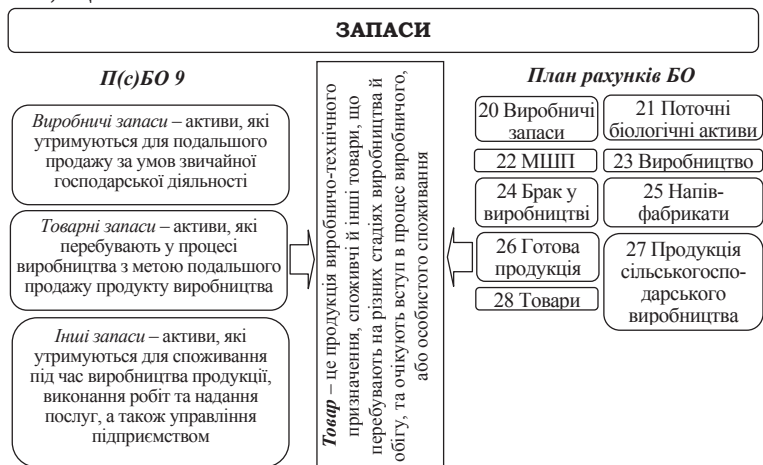 ЗАПАСИ
П(с)БО 9
Виробничі запаси – активи, які
утримуються для подальшого
продажу за умов звичайної
господарської діяльності
Товарні запаси – активи, які
перебувають у процесі
виробництва з метою подальшого
продажу продукту виробництва
Інші запаси – активи, які
утримуються для споживання
під час виробництва продукції,
виконання робіт та надання
послуг, а також управління
підприємством
Товар – це продукція виробничо-технічного
призначення, споживчі й інші товари, що
перебувають на різних стадіях виробництва й
обігу, та очікують вступ в процес виробничого,
або особистого споживання
План рахунків БО
20 Виробничі
запаси
21 Поточні
біологічні активи
22 МШП
23 Виробництво
24 Брак у
виробництві
25 Напів-
фабрикати
26 Готова
продукція
27 Продукція
сільськогоспо-
дарського
виробництва
28 Товари